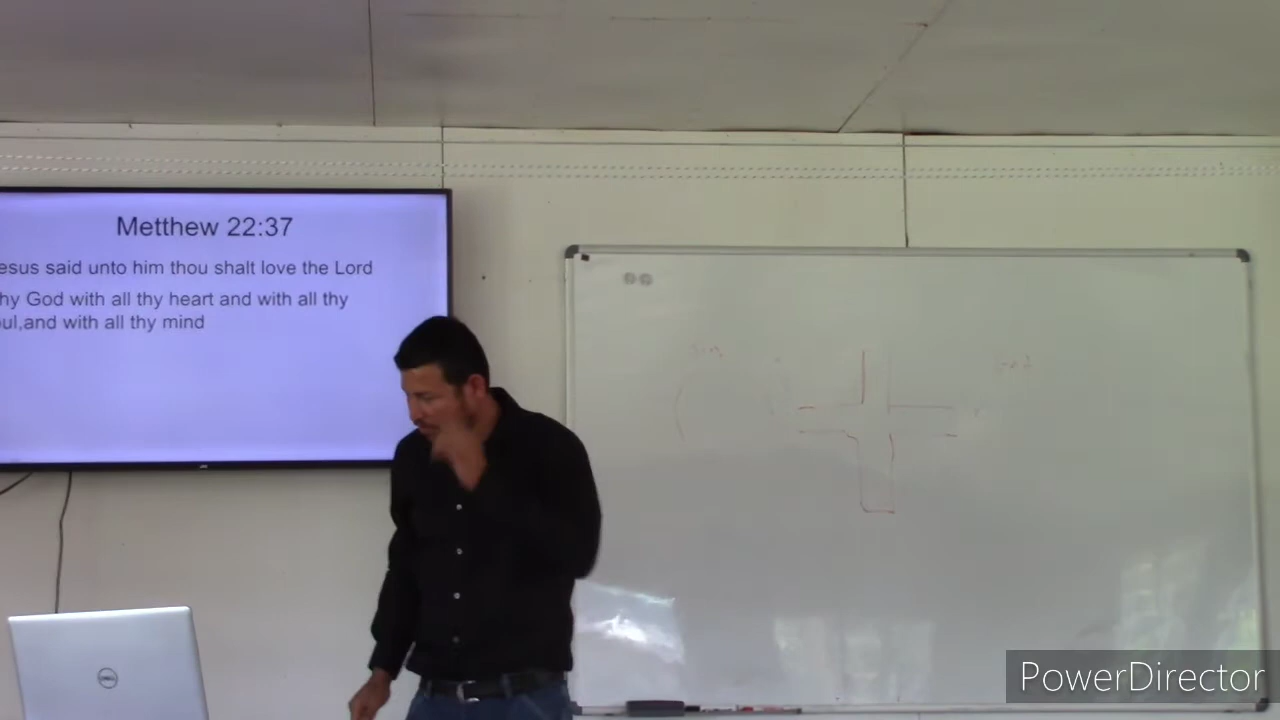 Metthew 22:37
esus said unto him thou shalt love the Lord
hy God with all thy heart and with all thy
oul,and with all thy mind
DELL
PowerDirector